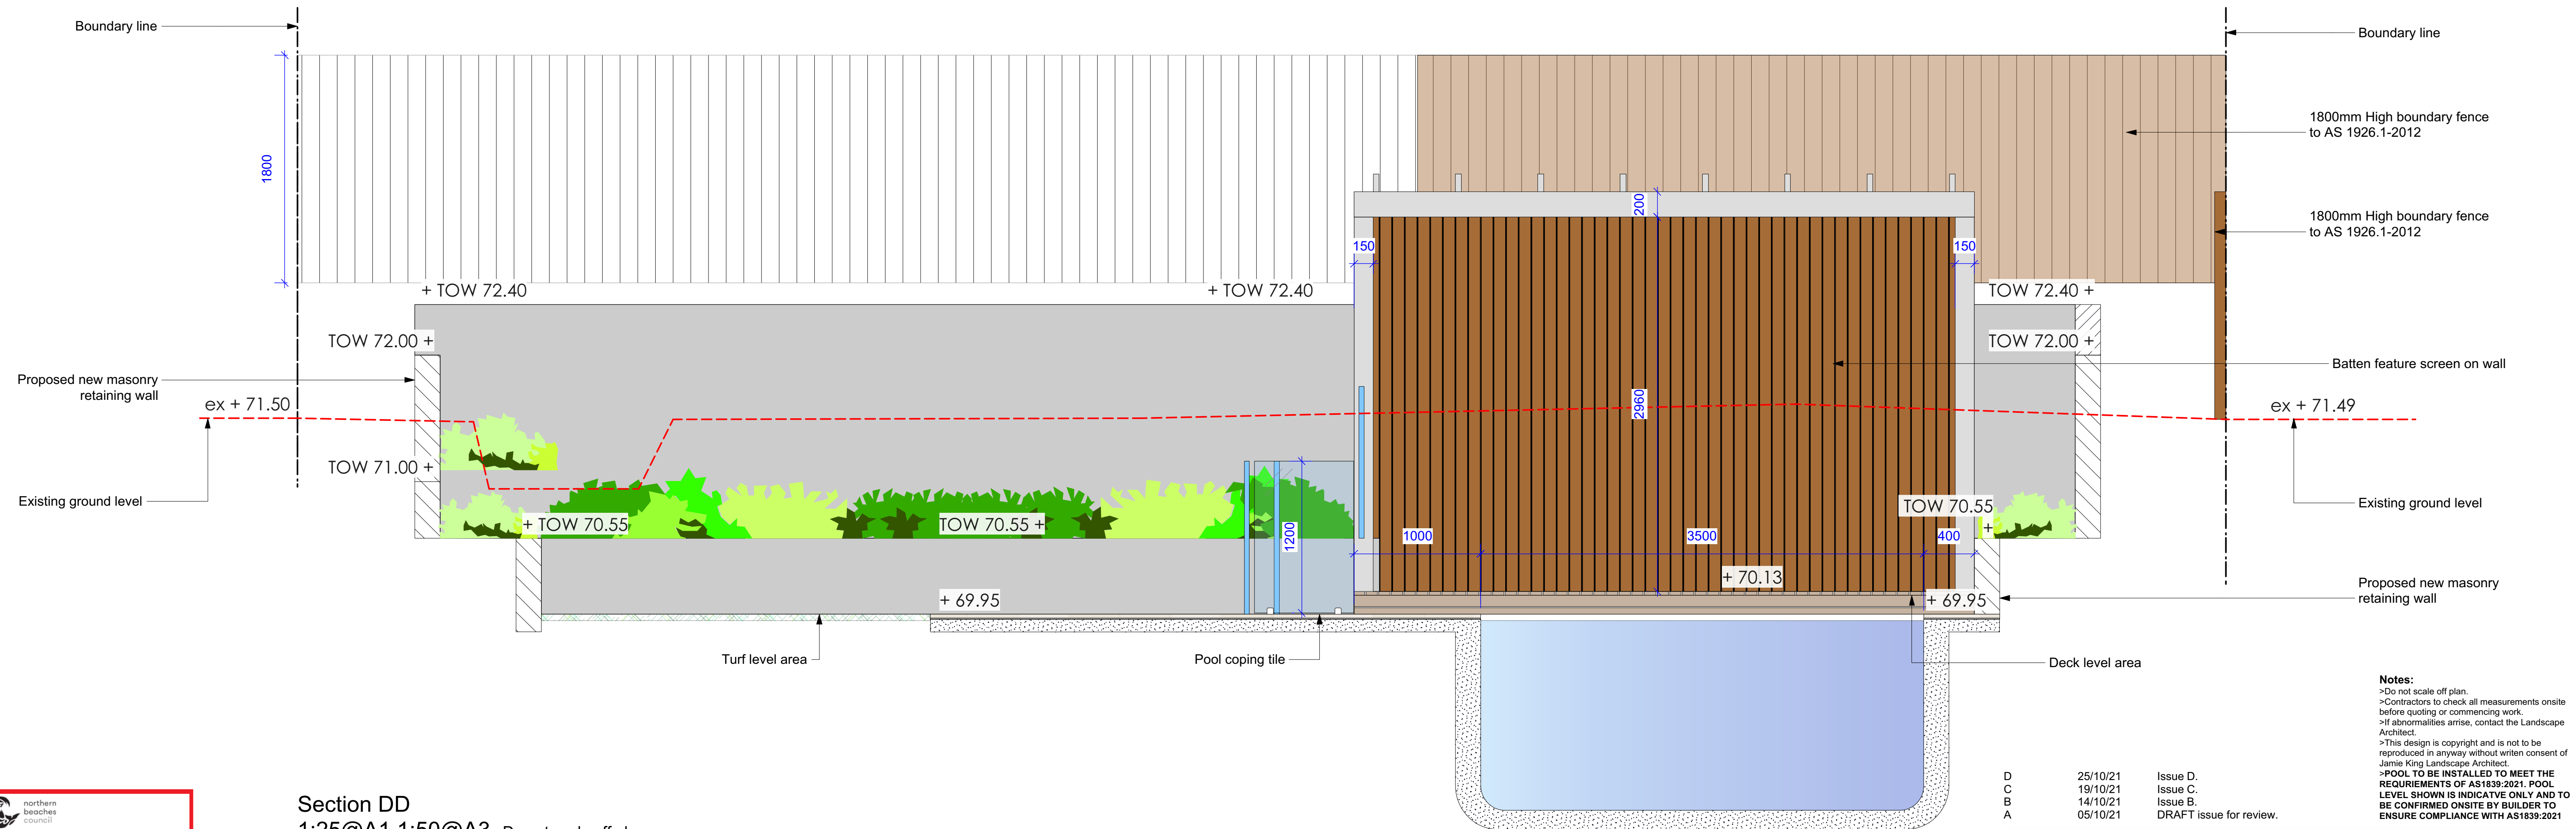 Boundary line
Boundary line
1800mm High boundary fence
to AS 1926.1-2012
1800
200
1800mm High boundary fence
to AS 1926.1-2012
150
150
+ TOW 72.40
+ TOW 72.40
TOW 72.40 +
TOW 72.00 +
TOW 72.00 +
Batten feature screen on wall
Proposed new masonry
retaining wall
ex + 71.50
2960
ex + 71.49
TOW 71.00 +
Existing ground level
TOW 70.55
+
Existing ground level
+ TOW 70.55
TOW 70.55 +
1200
1000
3500
400
+ 70.13
+ 69.95
+ 69.95
Proposed new masonry
retaining wall
Turf level area
Pool coping tile
Deck level area
Notes:
>Do not scale off plan.
>Contractors to check all measurements onsite
before quoting or commencing work.
>If abnormalities arrise, contact the Landscape
Architect.
>This design is copyright and is not to be
reproduced in anyway without writen consent of
Jamie King Landscape Architect.
>POOL TO BE INSTALLED TO MEET THE
REQURIEMENTS OF AS1839:2021. POOL
LEVEL SHOWN IS INDICATVE ONLY AND TO
BE CONFIRMED ONSITE BY BUILDER TO
ENSURE COMPLIANCE WITH AS1839:2021
D 25/10/21 Issue D.
C 19/10/21 Issue C.
B 14/10/21 Issue B.
A 05/10/21 DRAFT issue for review.
northern
beaches
council
Section DD
1:25@A1 1:50@A3